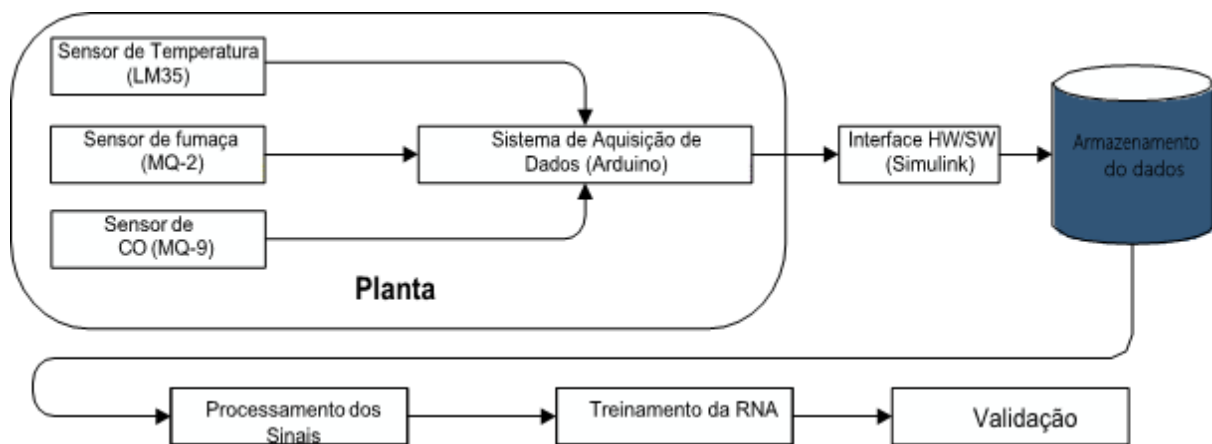 Sensor de Temperatura
(LM35)
Sensor de fumaça
(MQ-2)
Sensor de
CO (MQ-9)
Sistema de Aquisição de
Dados (Arduino)
Planta
Interface HW/SW
(Simulink)
Armazenamento
do dados
Processamento dos
Sinais
Treinamento da RNA
Validação